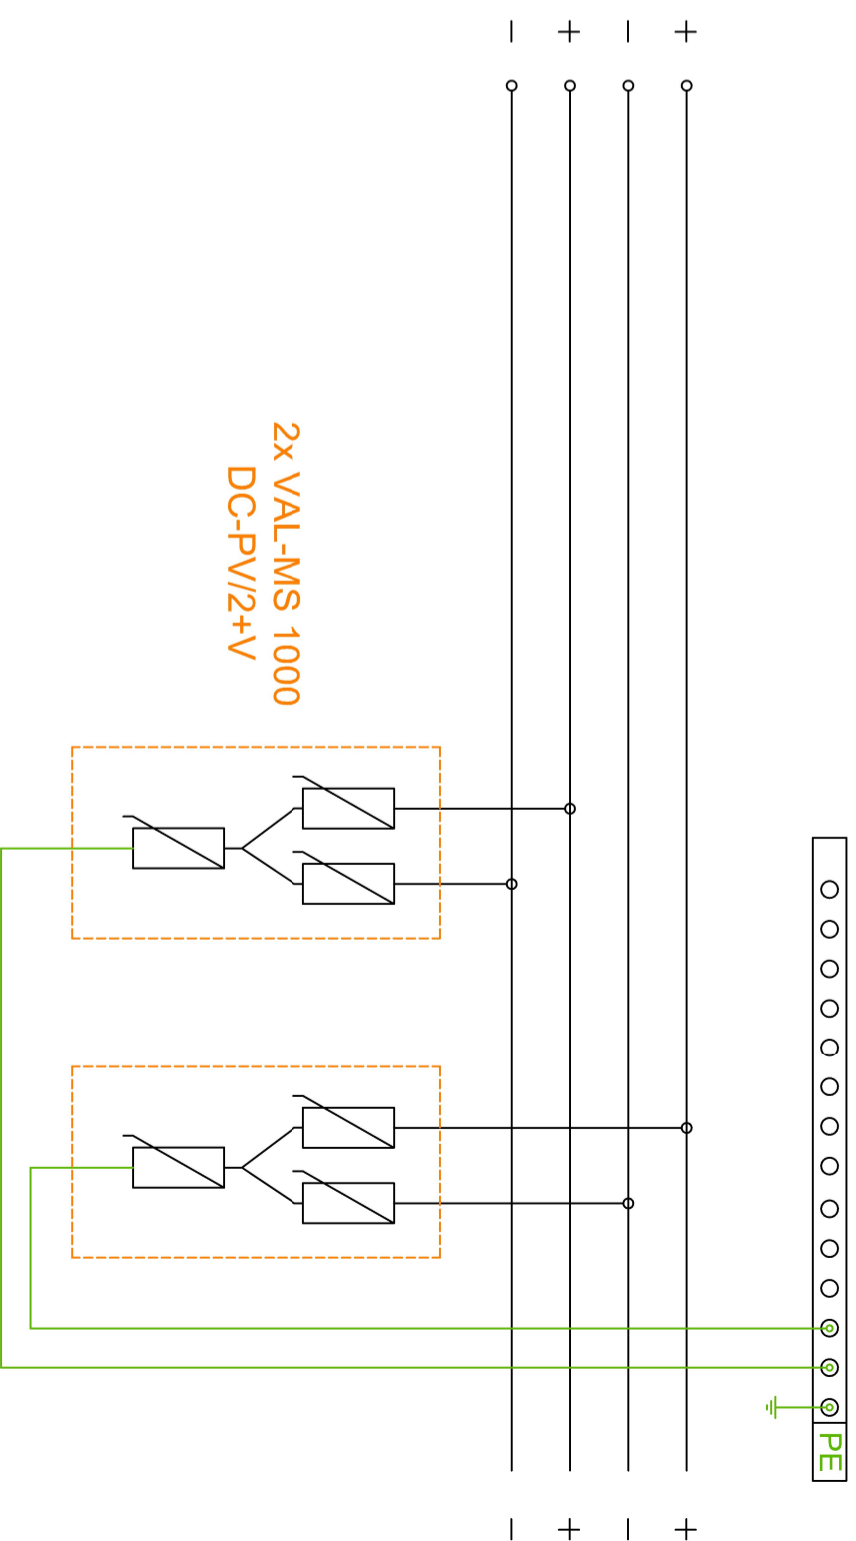 − + − +
2x VAL-MS 1000
DC-PV/2+V
PE
− + − +